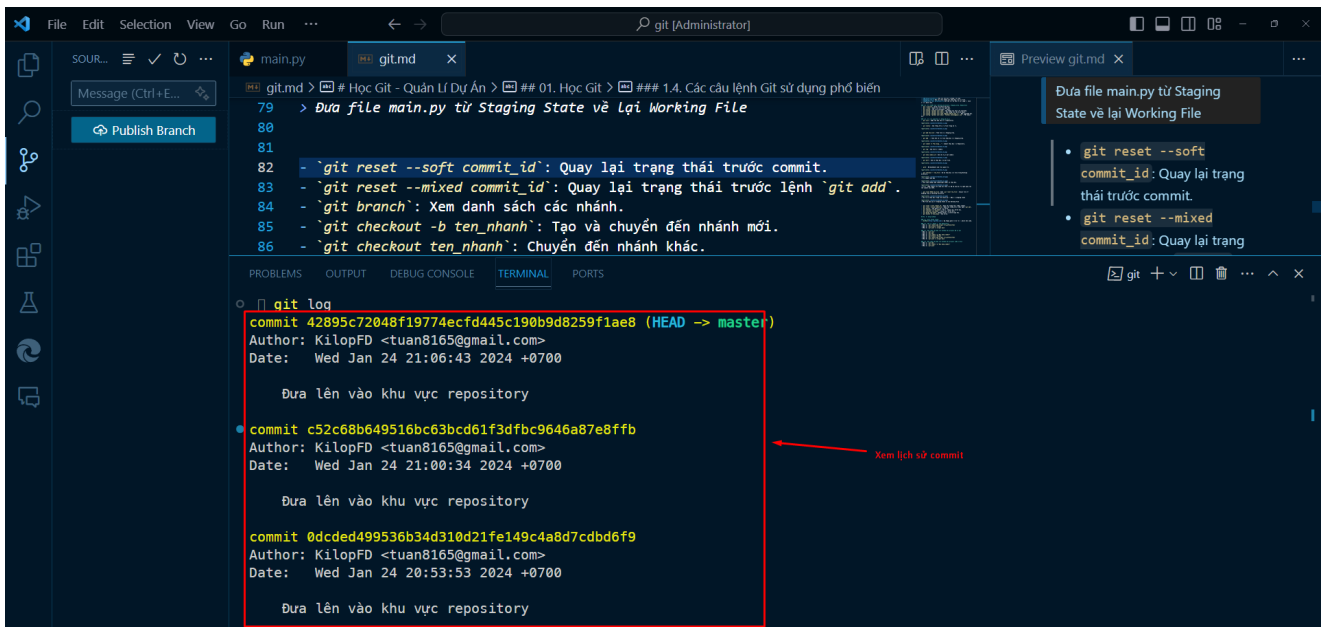 File Edit Selection View Go Run ··· git [Administrator]
SOUR...
main.py
git.md
Preview git.md
git.md > # Học Git - Quản Lí Dự Án > ## 01. Học Git > ### 1.4. Các câu lệnh Git sử dụng phổ biến
Message (Ctrl+E...
Publish Branch
79 > Đưa file main.py từ Staging State về lại Working File
80
81
82 - `git reset --soft commit_id`: Quay lại trạng thái trước commit.
83 - `git reset --mixed commit_id`: Quay lại trạng thái trước lệnh `git add`.
84 - `git branch`: Xem danh sách các nhánh.
85 - `git checkout -b ten_nhanh`: Tạo và chuyển đến nhánh mới.
86 - `git checkout ten_nhanh`: Chuyển đến nhánh khác.
Đưa file main.py từ Staging
State về lại Working File
• git reset --soft
commit_id: Quay lại trạng
thái trước commit.
• git reset --mixed
commit_id: Quay lại trạng
PROBLEMS OUTPUT DEBUG CONSOLE TERMINAL PORTS
git
git log
commit 42895c72048f19774ecfd445c190b9d8259f1ae8 (HEAD -> master)
Author: KilopFD <tuan8165@gmail.com>
Date: Wed Jan 24 21:06:43 2024 +0700
Đưa lên vào khu vực repository
commit c52c68b649516bc63bcd61f3dfbc9646a87e8ffb
Author: KilopFD <tuan8165@gmail.com>
Date: Wed Jan 24 21:00:34 2024 +0700
Đưa lên vào khu vực repository
commit 0dcded499536b34d310d21fe149c4a8d7cdbd6f9
Author: KilopFD <tuan8165@gmail.com>
Date: Wed Jan 24 20:53:53 2024 +0700
Đưa lên vào khu vực repository
Xem lịch sử commit